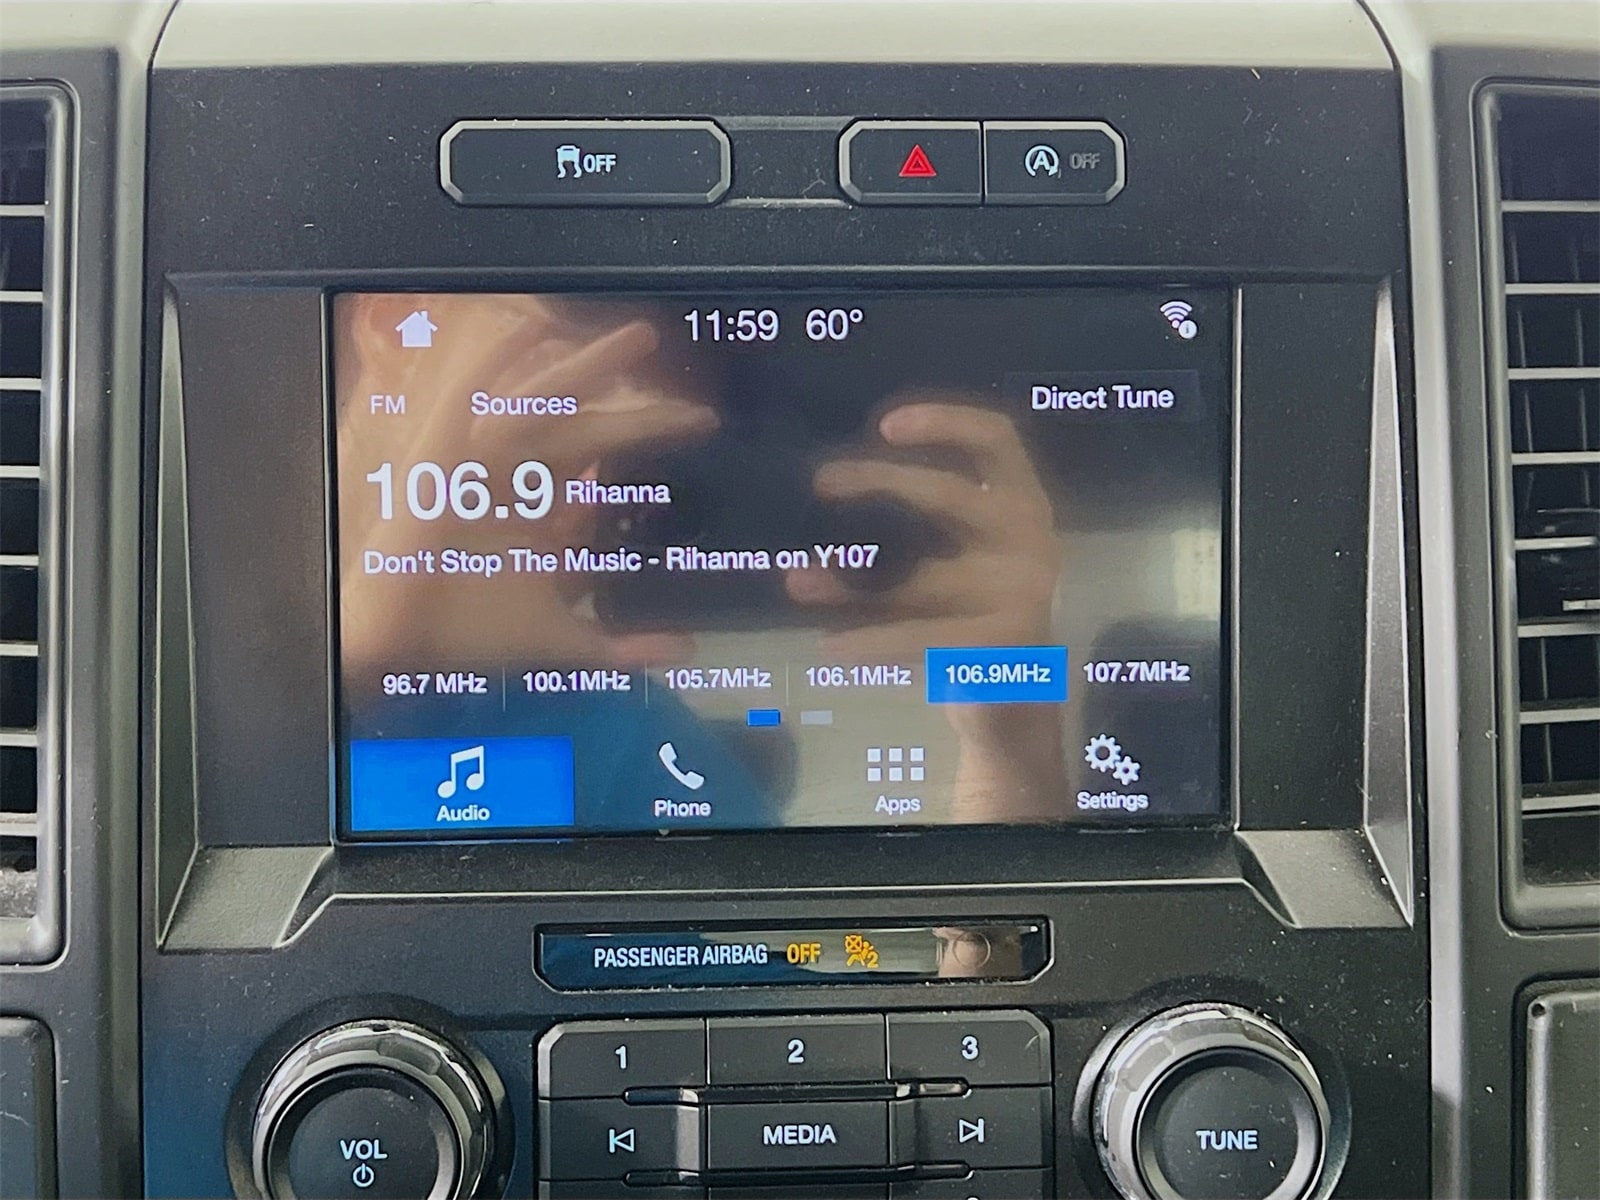 OFF
A OFF
11:59 60°
FM Sources Direct Tune
106.9 Rihanna
Don't Stop The Music - Rihanna on Y107
96.7 MHz 100.1MHz 105.7MHz 106.1MHz 106.9MHz 107.7MHz
Audio Phone Apps Settings
PASSENGER AIRBAG OFF 2
1 2 3
VOL MEDIA TUNE